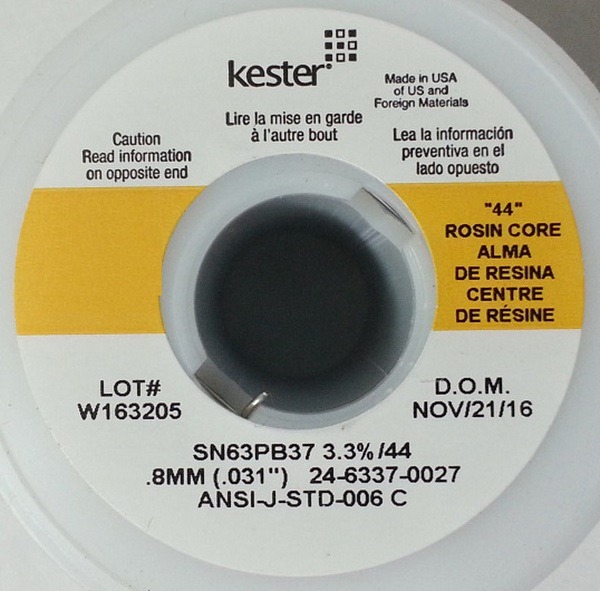 kester
Made in USA
of US and
Foreign Materials
Lire la mise en garde
à l'autre bout
Caution
Read information
on opposite end
Lea la información
preventiva en el
lado opuesto
"44"
ROSIN CORE
ALMA
DE RESINA
CENTRE
DE RÉSINE
LOT#
W163205
D.O.M.
NOV/21/16
SN63PB37 3.3%/44
.8MM (.031") 24-6337-0027
ANSI-J-STD-006 C